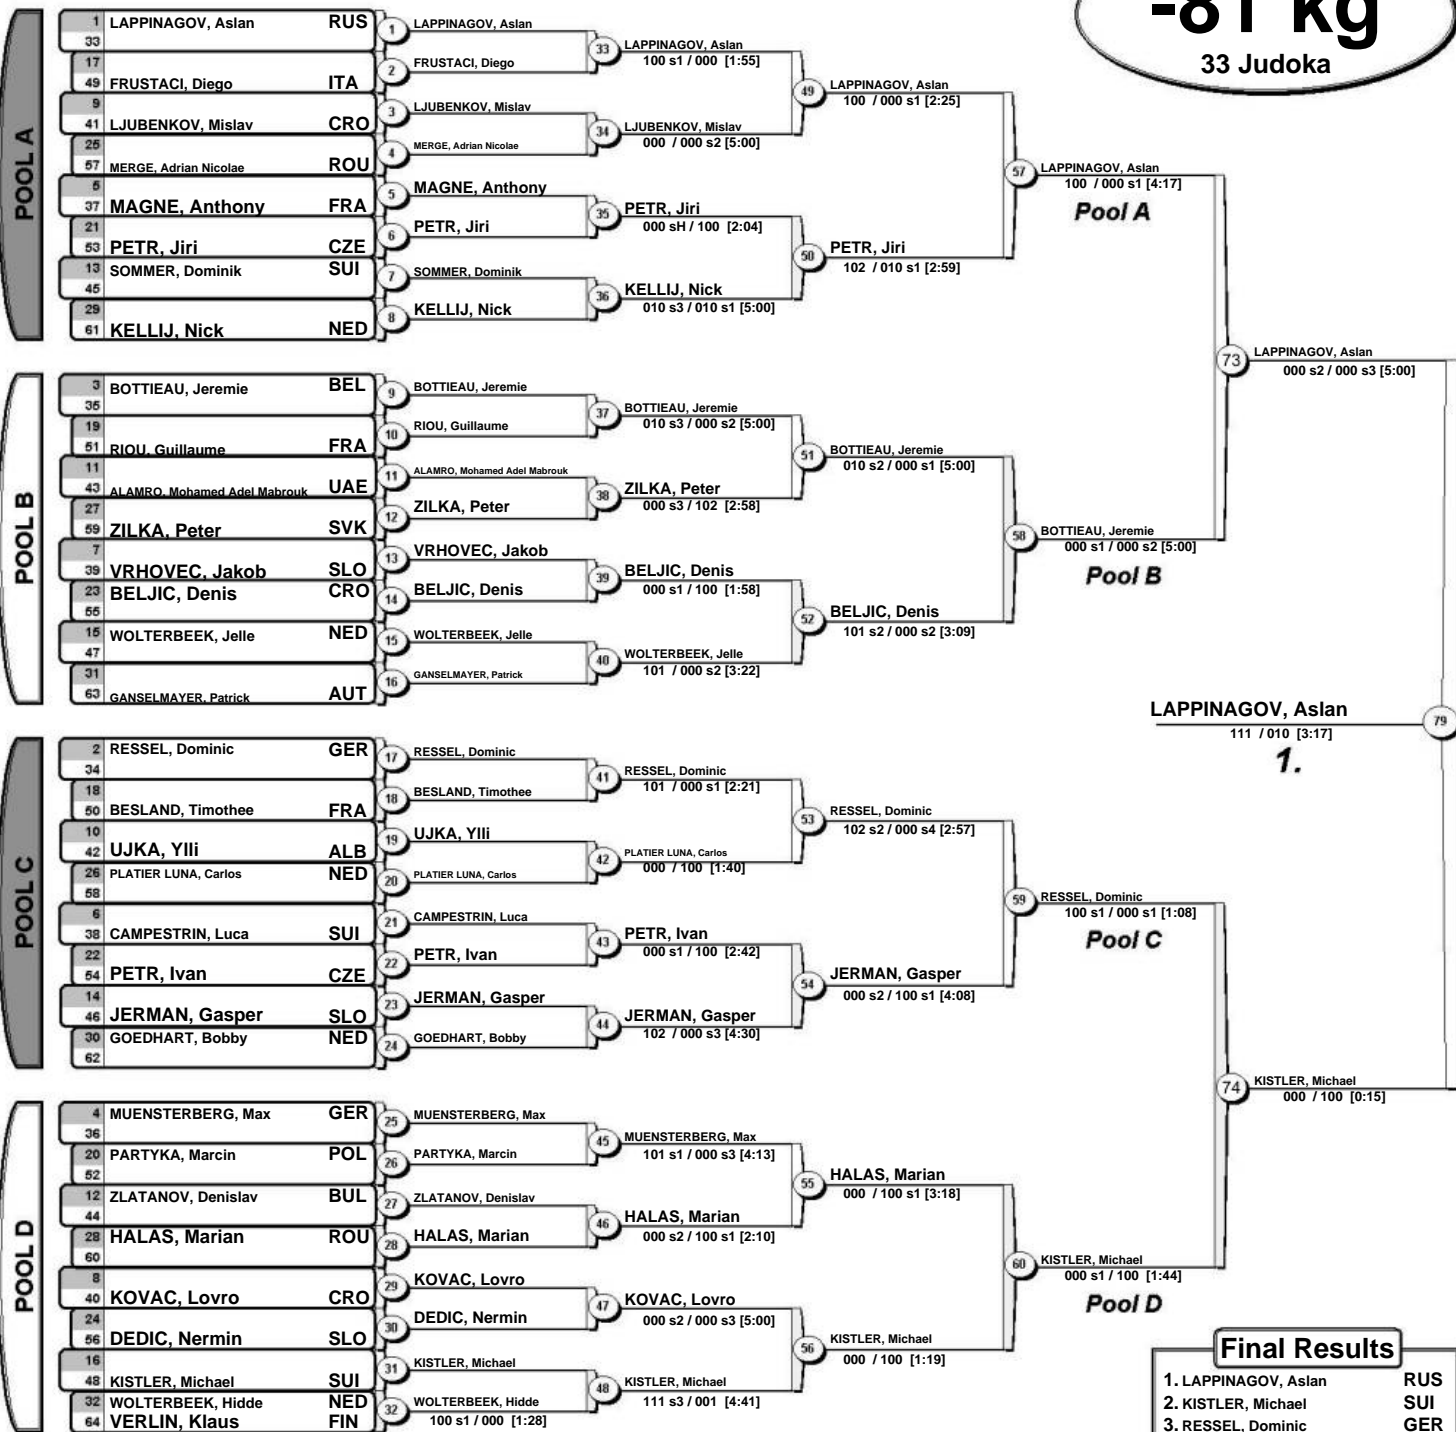 -81 kg
33 Judoka
POOL A
1 LAPPINAGOV, Aslan RUS
33
17
49 FRUSTACI, Diego ITA
9
41 LJUBENKOV, Mislav CRO
25
57 MERGE, Adrian Nicolae ROU
5
37 MAGNE, Anthony FRA
21
53 PETR, Jiri CZE
13 SOMMER, Dominik SUI
45
29
61 KELLIJ, Nick NED
1 LAPPINAGOV, Aslan
2 FRUSTACI, Diego
3 LJUBENKOV, Mislav
4 MERGE, Adrian Nicolae
5 MAGNE, Anthony
6 PETR, Jiri
7 SOMMER, Dominik
8 KELLIJ, Nick
33 LAPPINAGOV, Aslan
100 s1 / 000 [1:55]
34 LJUBENKOV, Mislav
000 / 000 s2 [5:00]
35 PETR, Jiri
000 sH / 100 [2:04]
36 KELLIJ, Nick
010 s3 / 010 s1 [5:00]
49 LAPPINAGOV, Aslan
100 / 000 s1 [2:25]
50 PETR, Jiri
102 / 010 s1 [2:59]
57 LAPPINAGOV, Aslan
100 / 000 s1 [4:17]
Pool A
POOL B
3 BOTTIEAU, Jeremie BEL
35
19
51 RIOU, Guillaume FRA
11
43 ALAMRO, Mohamed Adel Mabrouk UAE
27
59 ZILKA, Peter SVK
7
39 VRHOVEC, Jakob SLO
23 BELJIC, Denis CRO
55
15 WOLTERBEEK, Jelle NED
47
31
63 GANSELMAYER, Patrick AUT
9 BOTTIEAU, Jeremie
10 RIOU, Guillaume
11 ALAMRO, Mohamed Adel Mabrouk
12 ZILKA, Peter
13 VRHOVEC, Jakob
14 BELJIC, Denis
15 WOLTERBEEK, Jelle
16 GANSELMAYER, Patrick
37 BOTTIEAU, Jeremie
010 s3 / 000 s2 [5:00]
38 ZILKA, Peter
000 s3 / 102 [2:58]
39 BELJIC, Denis
000 s1 / 100 [1:58]
40 WOLTERBEEK, Jelle
101 / 000 s2 [3:22]
51 BOTTIEAU, Jeremie
010 s2 / 000 s1 [5:00]
52 BELJIC, Denis
101 s2 / 000 s2 [3:09]
58 BOTTIEAU, Jeremie
000 s1 / 000 s2 [5:00]
Pool B
73 LAPPINAGOV, Aslan
000 s2 / 000 s3 [5:00]
LAPPINAGOV, Aslan 79
111 / 010 [3:17]
1.
POOL C
2 RESSEL, Dominic GER
34
18
50 BESLAND, Timothee FRA
10
42 UJKA, Ylli ALB
26 PLATIER LUNA, Carlos NED
58
6
38 CAMPESTRIN, Luca SUI
22
54 PETR, Ivan CZE
14
46 JERMAN, Gasper SLO
30 GOEDHART, Bobby NED
62
17 RESSEL, Dominic
18 BESLAND, Timothee
19 UJKA, Ylli
20 PLATIER LUNA, Carlos
21 CAMPESTRIN, Luca
22 PETR, Ivan
23 JERMAN, Gasper
24 GOEDHART, Bobby
41 RESSEL, Dominic
101 / 000 s1 [2:21]
42 PLATIER LUNA, Carlos
000 / 100 [1:40]
43 PETR, Ivan
000 s1 / 100 [2:42]
44 JERMAN, Gasper
102 / 000 s3 [4:30]
53 RESSEL, Dominic
102 s2 / 000 s4 [2:57]
54 JERMAN, Gasper
000 s2 / 100 s1 [4:08]
59 RESSEL, Dominic
100 s1 / 000 s1 [1:08]
Pool C
POOL D
4 MUENSTERBERG, Max GER
36
20 PARTYKA, Marcin POL
52
12 ZLATANOV, Denislav BUL
44
28 HALAS, Marian ROU
60
8
40 KOVAC, Lovro CRO
24
56 DEDIC, Nermin SLO
16
48 KISTLER, Michael SUI
32 WOLTERBEEK, Hidde NED
64 VERLIN, Klaus FIN
25 MUENSTERBERG, Max
26 PARTYKA, Marcin
27 ZLATANOV, Denislav
28 HALAS, Marian
29 KOVAC, Lovro
30 DEDIC, Nermin
31 KISTLER, Michael
32 WOLTERBEEK, Hidde
100 s1 / 000 [1:28]
45 MUENSTERBERG, Max
101 s1 / 000 s3 [4:13]
46 HALAS, Marian
000 s2 / 100 s1 [2:10]
47 KOVAC, Lovro
000 s2 / 000 s3 [5:00]
48 KISTLER, Michael
111 s3 / 001 [4:41]
55 HALAS, Marian
000 / 100 s1 [3:18]
56 KISTLER, Michael
000 / 100 [1:19]
60 KISTLER, Michael
000 s1 / 100 [1:44]
Pool D
74 KISTLER, Michael
000 / 100 [0:15]
Final Results
1. LAPPINAGOV, Aslan RUS
2. KISTLER, Michael SUI
3. RESSEL, Dominic GER